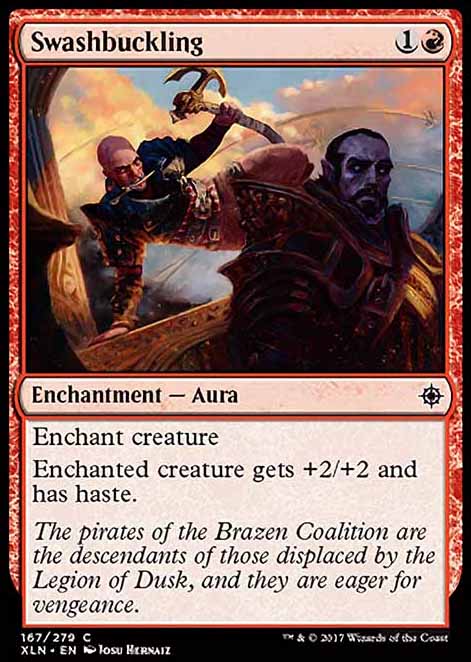 Swashbuckling 1
Enchantment — Aura
Enchant creature
Enchanted creature gets +2/+2 and
has haste.
The pirates of the Brazen Coalition are
the descendants of those displaced by the
Legion of Dusk, and they are eager for
vengeance.
167/279 C
XLN • EN Josu Hernaiz
™ & © 2017 Wizards of the Coast